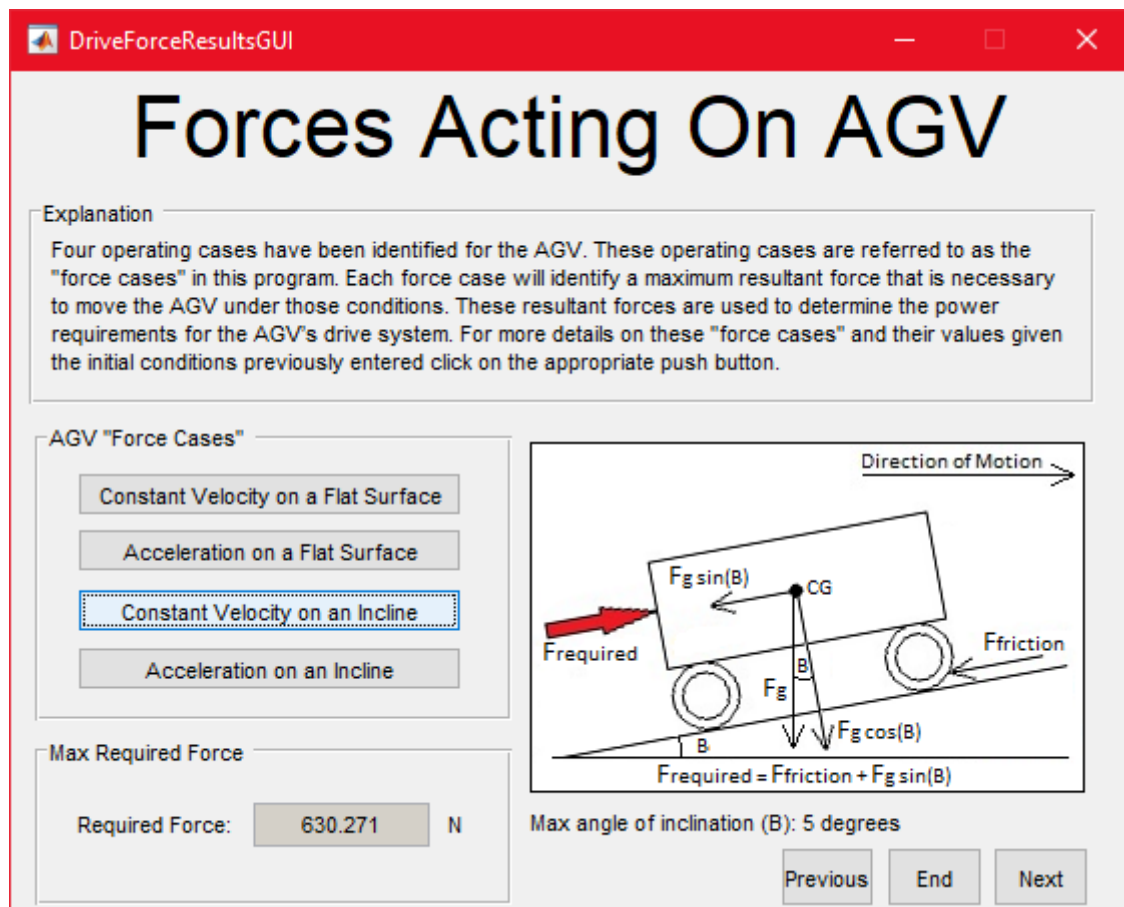 DriveForceResultsGUI
Forces Acting On AGV
Explanation
Four operating cases have been identified for the AGV. These operating cases are referred to as the
"force cases" in this program. Each force case will identify a maximum resultant force that is necessary
to move the AGV under those conditions. These resultant forces are used to determine the power
requirements for the AGV's drive system. For more details on these "force cases" and their values given
the initial conditions previously entered click on the appropriate push button.
AGV "Force Cases"
Constant Velocity on a Flat Surface
Acceleration on a Flat Surface
Constant Velocity on an Incline
Acceleration on an Incline
Max Required Force
Required Force: 630.271 N
Direction of Motion
Fg sin(B)
CG
Frequired
Ffriction
B
Fg
Fg cos(B)
B
Frequired = Ffriction + Fg sin(B)
Max angle of inclination (B): 5 degrees
Previous End Next